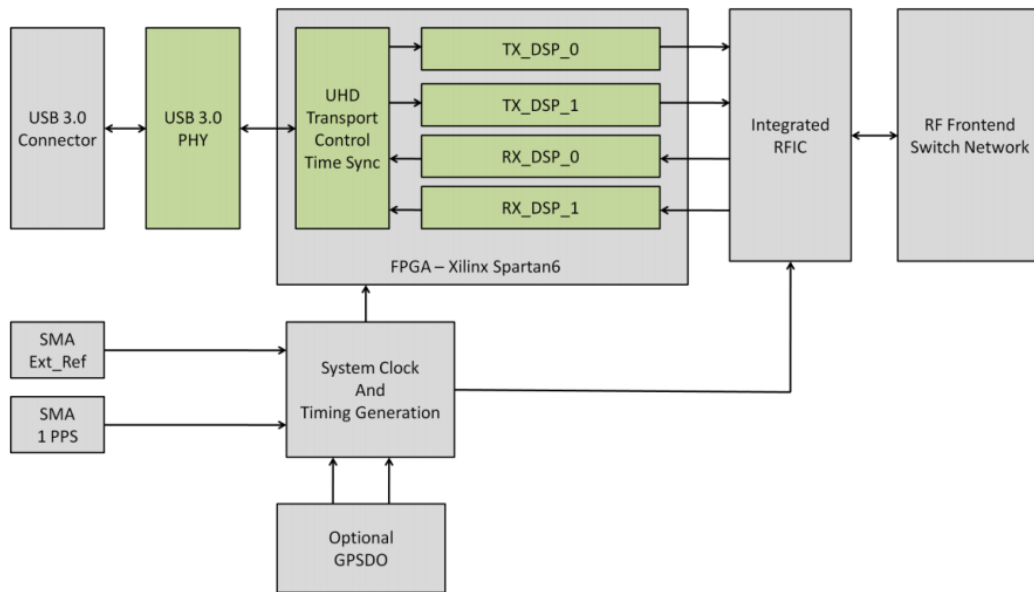 USB 3.0
Connector
USB 3.0
PHY
UHD
Transport
Control
Time Sync
TX_DSP_0
TX_DSP_1
RX_DSP_0
RX_DSP_1
FPGA – Xilinx Spartan6
Integrated
RFIC
RF Frontend
Switch Network
SMA
Ext_Ref
SMA
1 PPS
System Clock
And
Timing Generation
Optional
GPSDO